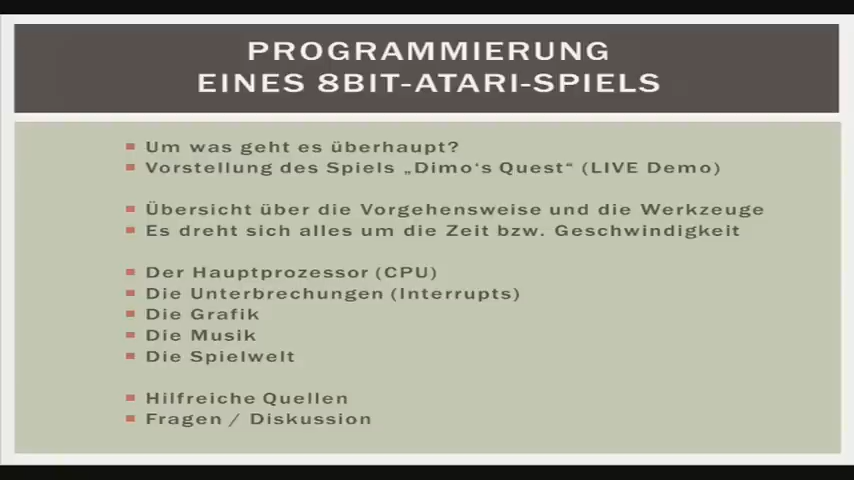 PROGRAMMIERUNG
EINES 8BIT-ATARI-SPIELS
Um was geht es überhaupt?
Vorstellung des Spiels „Dimo‘s Quest“ (LIVE Demo)
Übersicht über die Vorgehensweise und die Werkzeuge
Es dreht sich alles um die Zeit bzw. Geschwindigkeit
Der Hauptprozessor (CPU)
Die Unterbrechungen (Interrupts)
Die Grafik
Die Musik
Die Spielwelt
Hilfreiche Quellen
Fragen / Diskussion